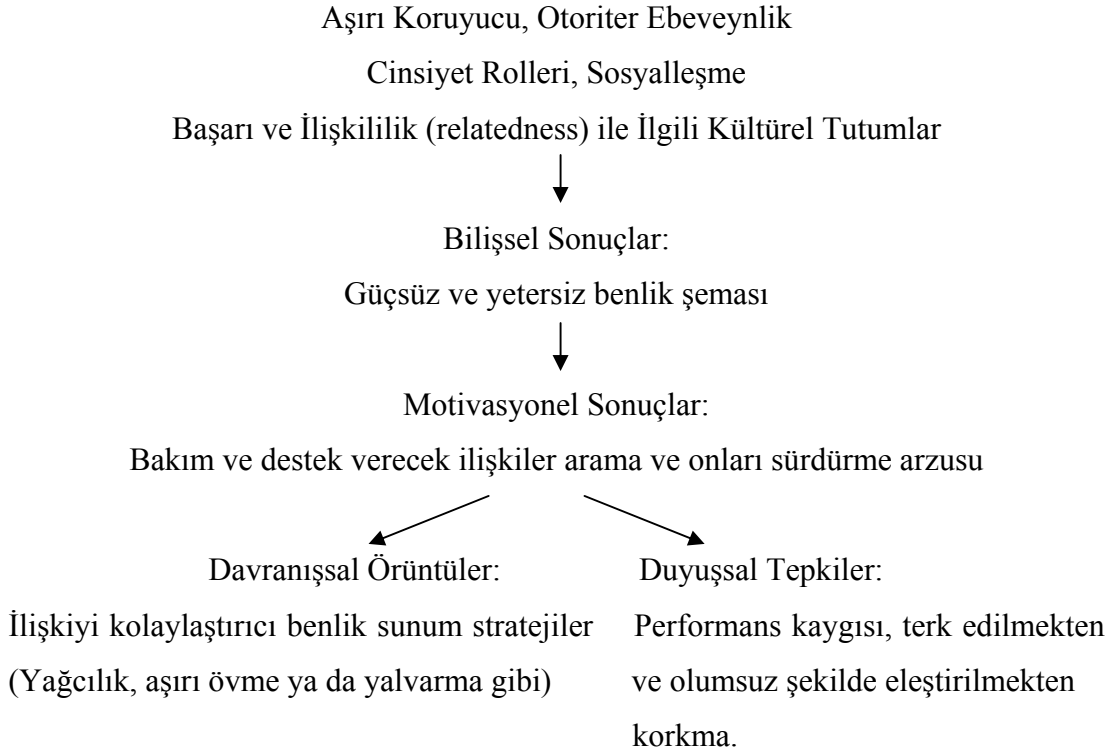 Aşırı Koruyucu, Otoriter Ebeveynlik
Cinsiyet Rolleri, Sosyalleşme
Başarı ve İlişkililik (relatedness) ile İlgili Kültürel Tutumlar
Bilişsel Sonuçlar:
Güçsüz ve yetersiz benlik şeması
Motivasyonel Sonuçlar:
Bakım ve destek verecek ilişkiler arama ve onları sürdürme arzusu
Davranışsal Örüntüler:
İlişkiyi kolaylaştırıcı benlik sunum stratejiler
(Yağcılık, aşırı övme ya da yalvarma gibi)
Duyuşsal Tepkiler:
Performans kaygısı, terk edilmekten
ve olumsuz şekilde eleştirilmekten
korkma.